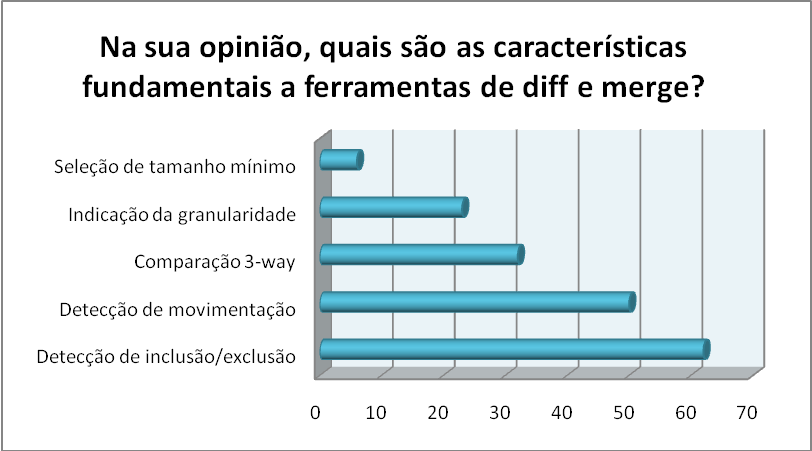 Na sua opinião, quais são as características
fundamentais a ferramentas de diff e merge?
Seleção de tamanho mínimo
Indicação da granularidade
Comparação 3-way
Detecção de movimentação
Detecção de inclusão/exclusão
0 10 20 30 40 50 60 70